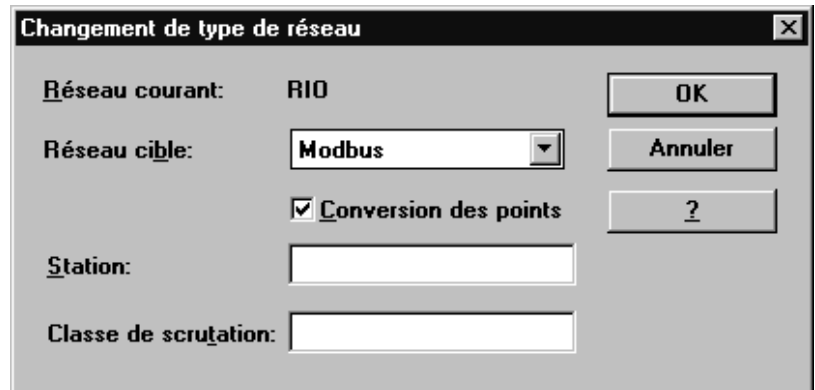 Changement de type de réseau
Réseau courant: RIO OK
Réseau cible: Modbus Annuler
Conversion des points ?
Station:
Classe de scrutation: